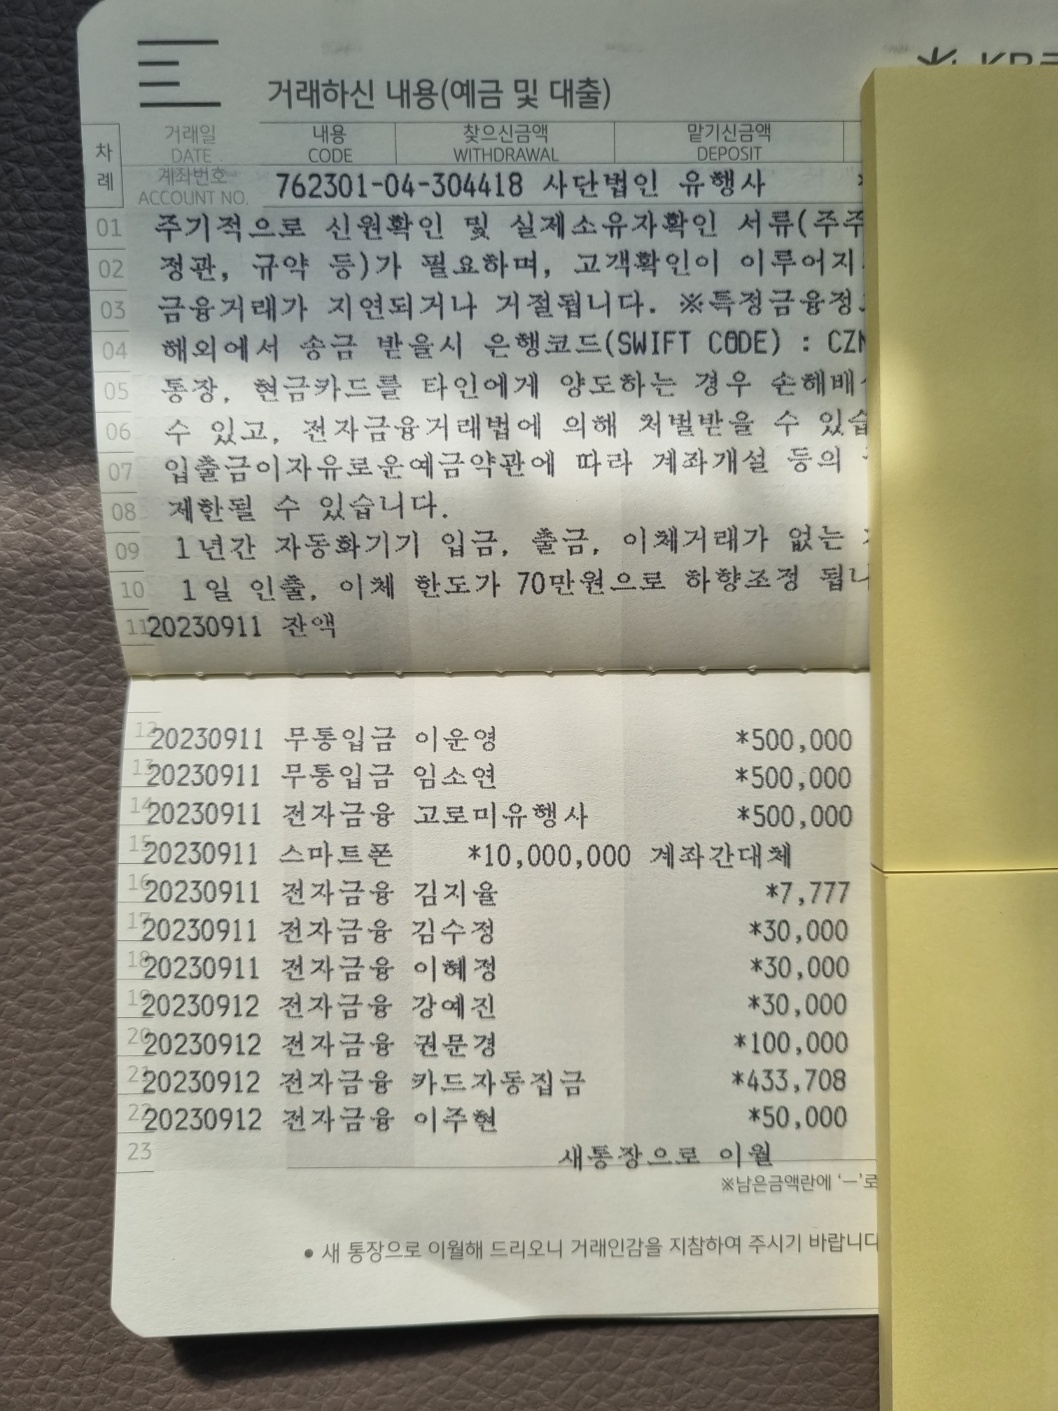 거래하신 내용(예금 및 대출)
차례
거래일 DATE 내용 CODE 찾으신금액 WITHDRAWAL 맡기신금액 DEPOSIT
계좌번호 ACCOUNT NO. 762301-04-304418 사단법인 유행사
01 주기적으로 신원확인 및 실제소유자확인 서류(주주
02 정관, 규약 등)가 필요하며, 고객확인이 이루어지
03 금융거래가 지연되거나 거절됩니다. ※특정금융정
04 해외에서 송금 받을시 은행코드(SWIFT CODE) : CZN
05 통장, 현금카드를 타인에게 양도하는 경우 손해배
06 수 있고, 전자금융거래법에 의해 처벌받을 수 있습
07 입출금이자유로운예금약관에 따라 계좌개설 등의
08 제한될 수 있습니다.
09 1년간 자동화기기 입금, 출금, 이체거래가 없는
10 1일 인출, 이체 한도가 70만원으로 하향조정 됩니
11 20230911 잔액
12 20230911 무통입금 이운영 *500,000
13 20230911 무통입금 임소연 *500,000
14 20230911 전자금융 고로미유행사 *500,000
15 20230911 스마트폰 *10,000,000 계좌간대체
16 20230911 전자금융 김지율 *7,777
17 20230911 전자금융 김수정 *30,000
18 20230911 전자금융 이혜정 *30,000
19 20230912 전자금융 강예진 *30,000
20 20230912 전자금융 권문경 *100,000
21 20230912 전자금융 카드자동집금 *433,708
22 20230912 전자금융 이주현 *50,000
23 새통장으로 이월
※남은금액란에 '－'로
● 새 통장으로 이월해 드리오니 거래인감을 지참하여 주시기 바랍니다